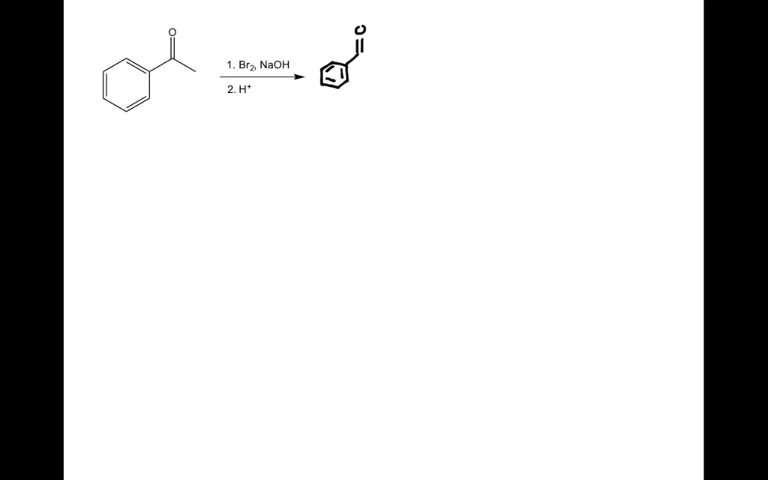 O
O
1. Br₂, NaOH
2. H⁺